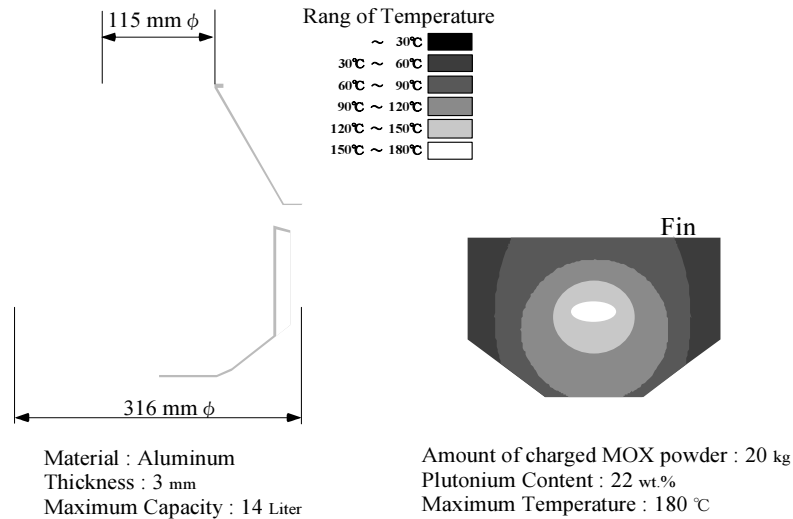 115 mm φ
Rang of Temperature
～ 30℃
30℃ ～ 60℃
60℃ ～ 90℃
90℃ ～ 120℃
120℃ ～ 150℃
150℃ ～ 180℃
Fin
316 mm φ
Material : Aluminum
Thickness : 3 mm
Maximum Capacity : 14 Liter
Amount of charged MOX powder : 20 kg
Plutonium Content : 22 wt.%
Maximum Temperature : 180 ℃